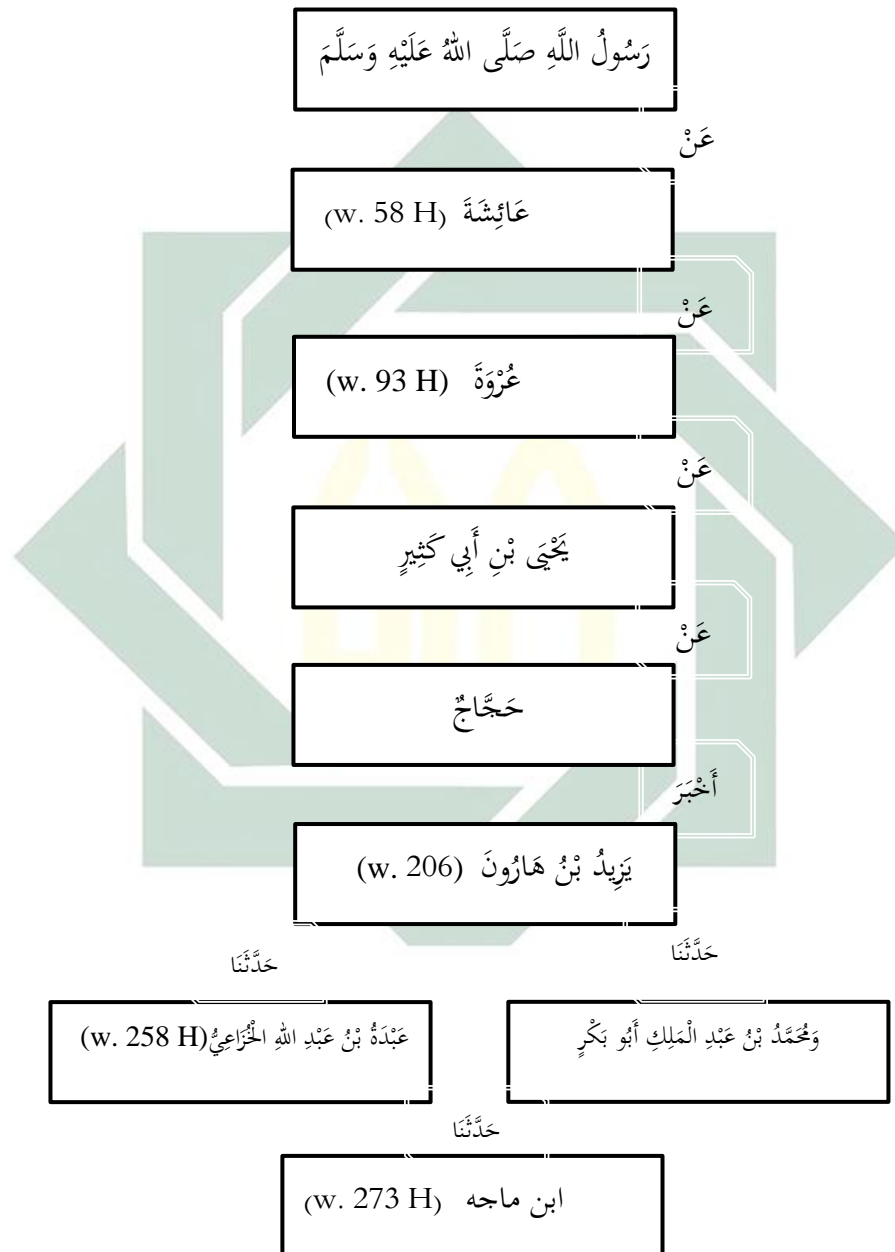 رَسُولُ اللَّهِ صَلَّى اللهُ عَلَيْهِ وَسَلَّمَ
عَنْ
عَائِشَةَ (w. 58 H)
عَنْ
عُرْوَةَ (w. 93 H)
عَنْ
يَحْيَى بْنِ أَبِي كَثِيرٍ
عَنْ
حَجَّاجٌ
أَخْبَرَ
يَزِيدُ بْنُ هَارُونَ (w. 206)
حَدَّثَنَا
حَدَّثَنَا
وَمُحَمَّدُ بْنُ عَبْدِ الْمَلِكِ أَبُو بَكْرٍ
عَبْدَةُ بْنُ عَبْدِ اللهِ الْخُزَاعِيُّ (w. 258 H)
حَدَّثَنَا
ابن ماجه (w. 273 H)